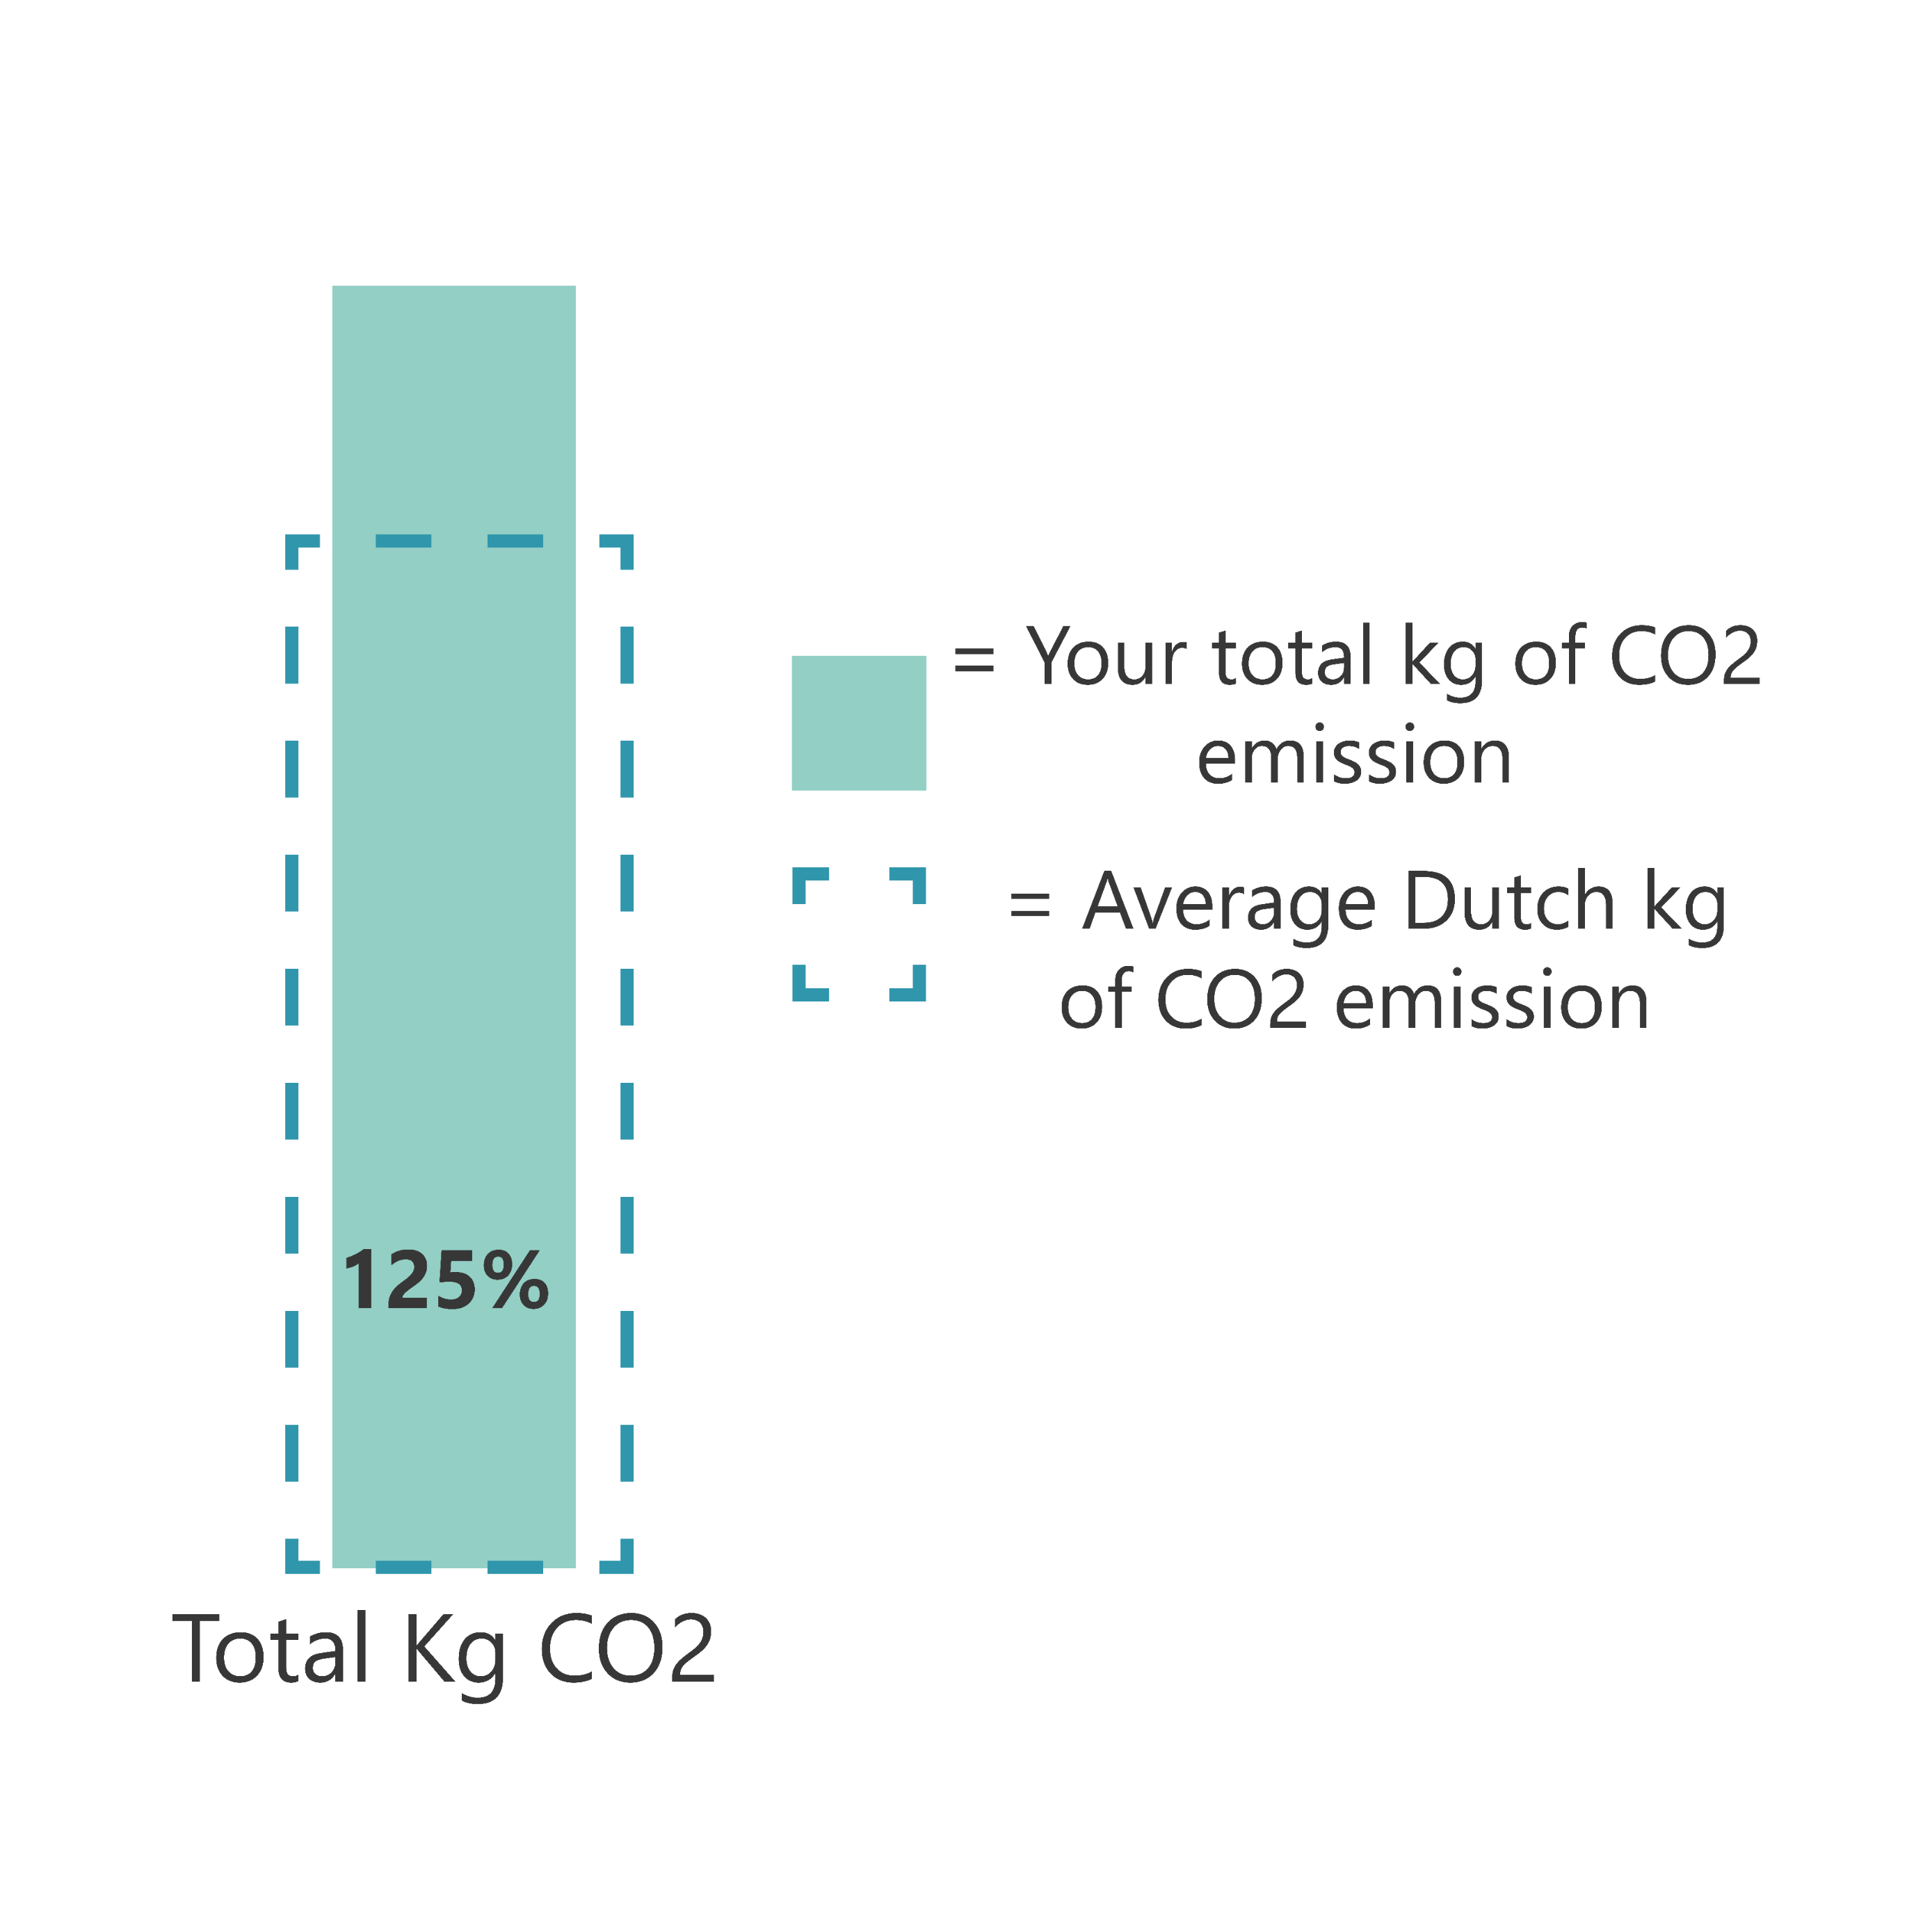 = Your total kg of CO2
emission
= Average Dutch kg
of CO2 emission
125%
Total Kg CO2